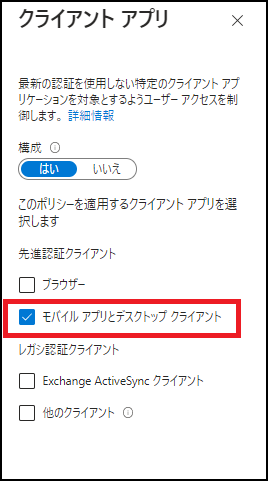 クライアント アプリ
最新の認証を使用しない特定のクライアント アプ
リケーションを対象とするようユーザー アクセスを制
御します。 詳細情報
構成
はい いいえ
このポリシーを適用するクライアント アプリを選
択します
先進認証クライアント
ブラウザー
モバイル アプリとデスクトップ クライアント
レガシ認証クライアント
Exchange ActiveSync クライアント
他のクライアント